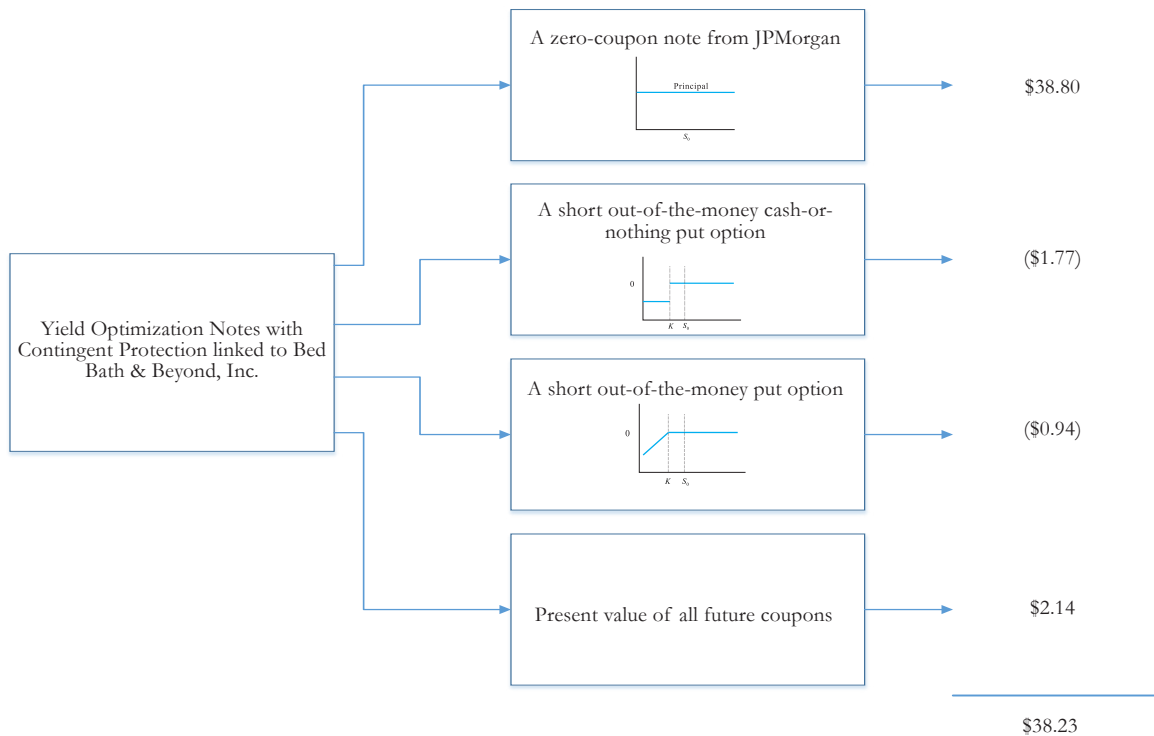 A zero-coupon note from JPMorgan
Principal
S₀
$38.80
A short out-of-the-money cash-or-
nothing put option
0
K S₀
($1.77)
Yield Optimization Notes with
Contingent Protection linked to Bed
Bath & Beyond, Inc.
A short out-of-the-money put option
0
K S₀
($0.94)
Present value of all future coupons
$2.14
$38.23